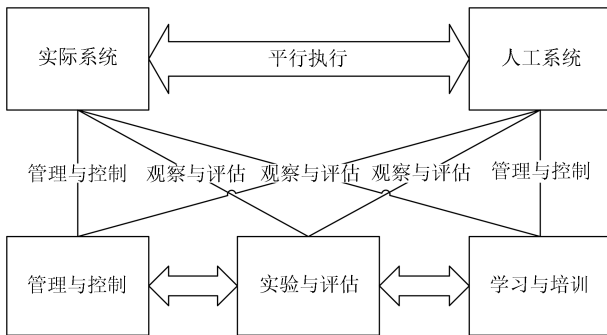 实际系统
平行执行
人工系统
管理与控制
观察与评估
观察与评估
观察与评估
管理与控制
管理与控制
实验与评估
学习与培训